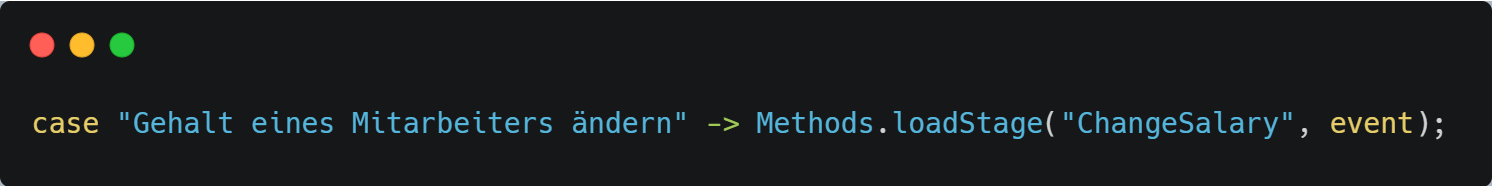 case "Gehalt eines Mitarbeiters ändern" -> Methods.loadStage("ChangeSalary", event);